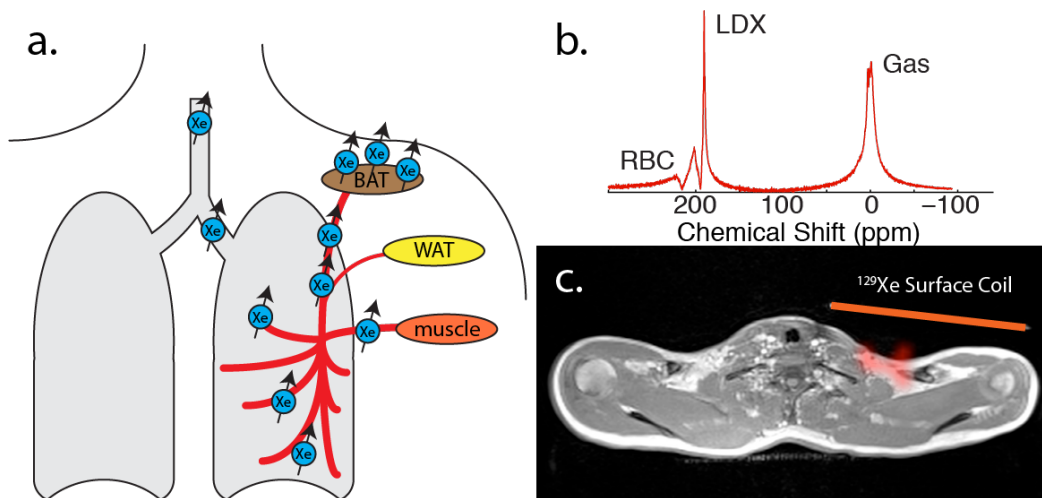 a.
Xe
Xe
Xe
Xe
Xe
BAT
Xe
Xe
WAT
Xe
Xe
muscle
Xe
Xe
b.
LDX
Gas
RBC
200
100
0
−100
Chemical Shift (ppm)
c.
¹²⁹Xe Surface Coil